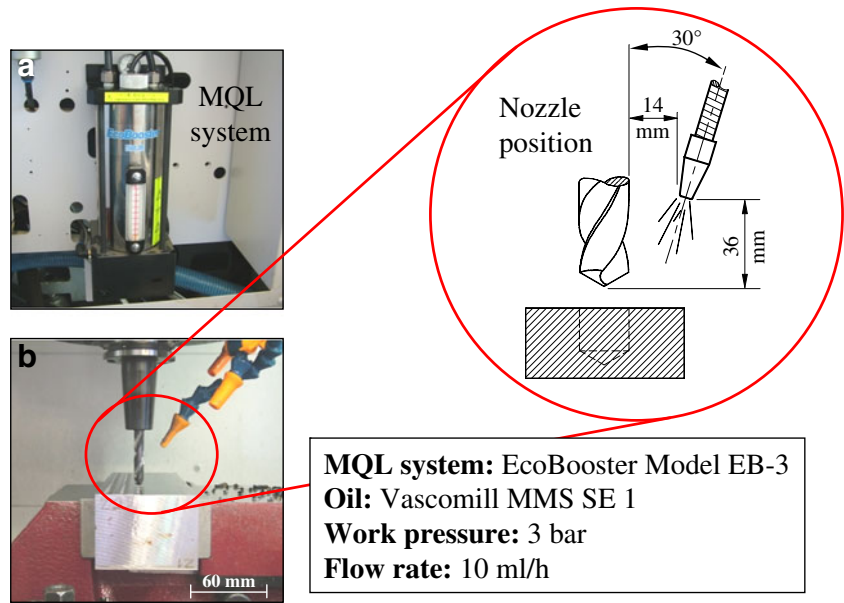 a
MQL
system
EcoBooster
b
60 mm
Nozzle
position
30°
14
mm
36
mm
MQL system: EcoBooster Model EB-3
Oil: Vascomill MMS SE 1
Work pressure: 3 bar
Flow rate: 10 ml/h